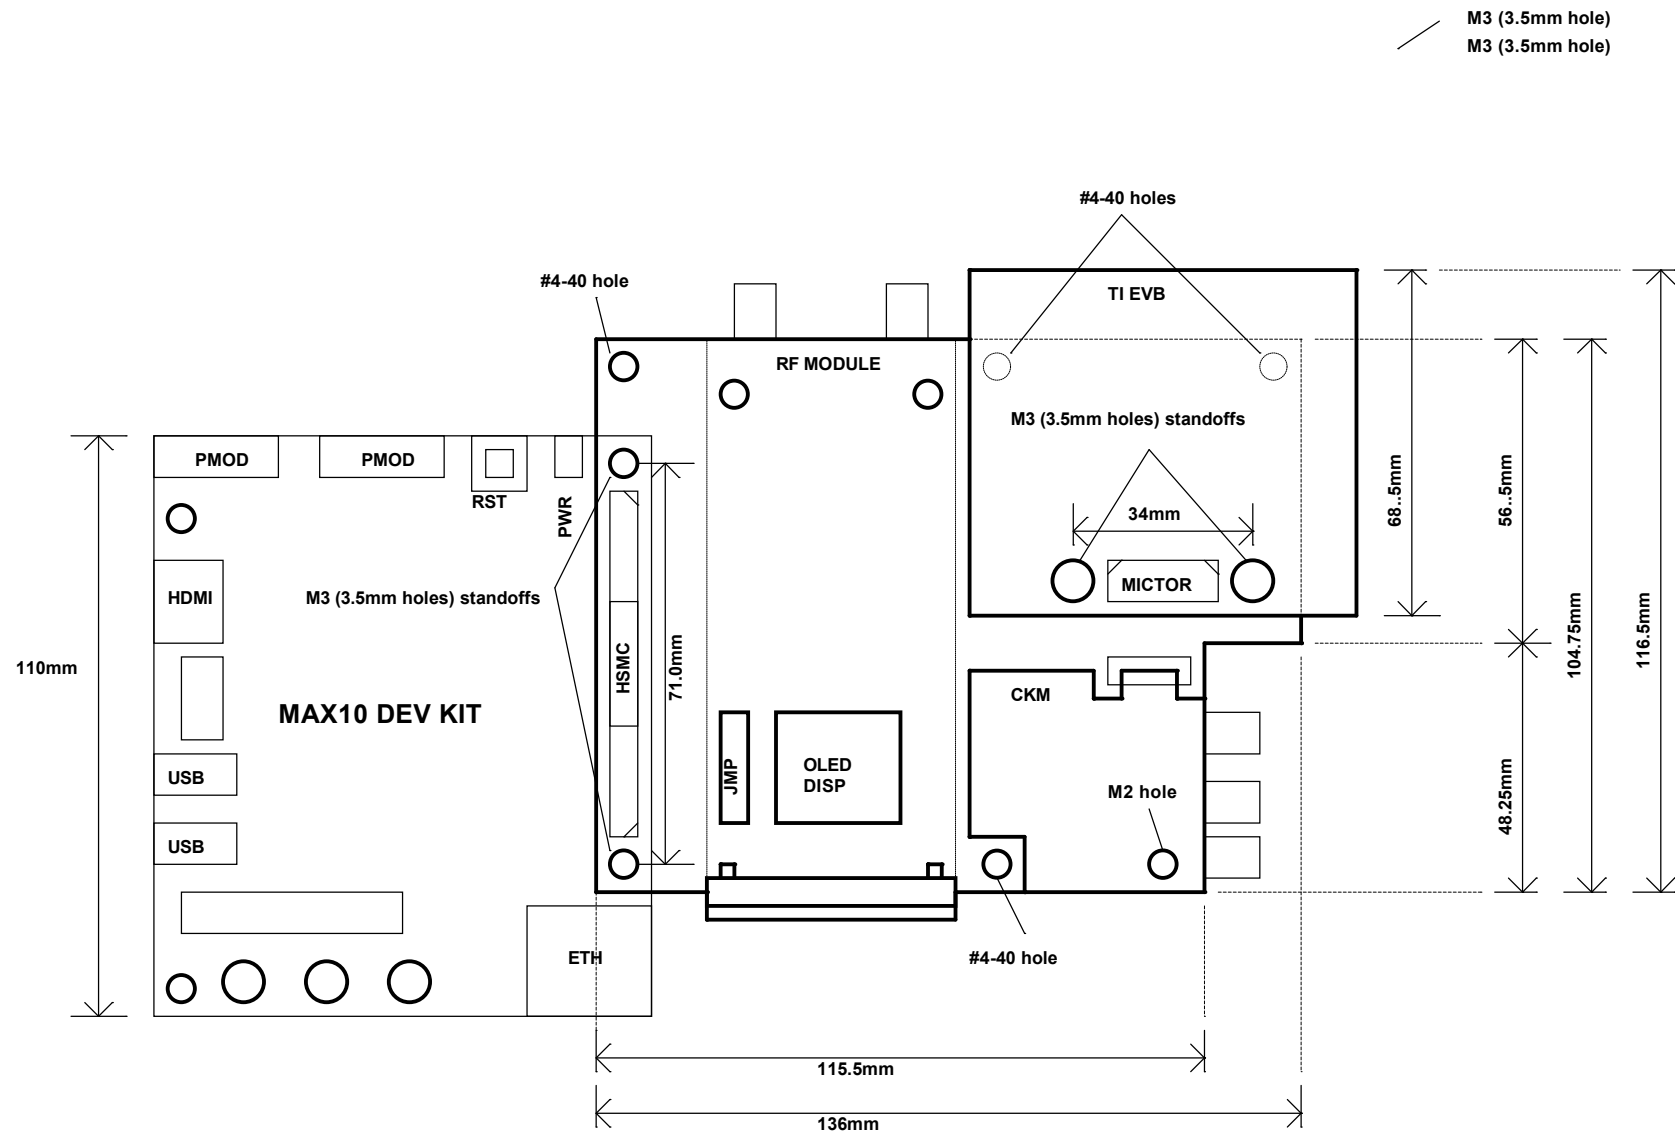 M3 (3.5mm hole)
M3 (3.5mm hole)
#4-40 holes
#4-40 hole
TI EVB
RF MODULE
M3 (3.5mm holes) standoffs
PMOD
PMOD
RST
PWR
34mm
68..5mm
56..5mm
MICTOR
HDMI
M3 (3.5mm holes) standoffs
104.75mm
116.5mm
110mm
HSMC
71.0mm
CKM
MAX10 DEV KIT
USB
JMP
OLED
DISP
M2 hole
48.25mm
USB
ETH
#4-40 hole
115.5mm
136mm